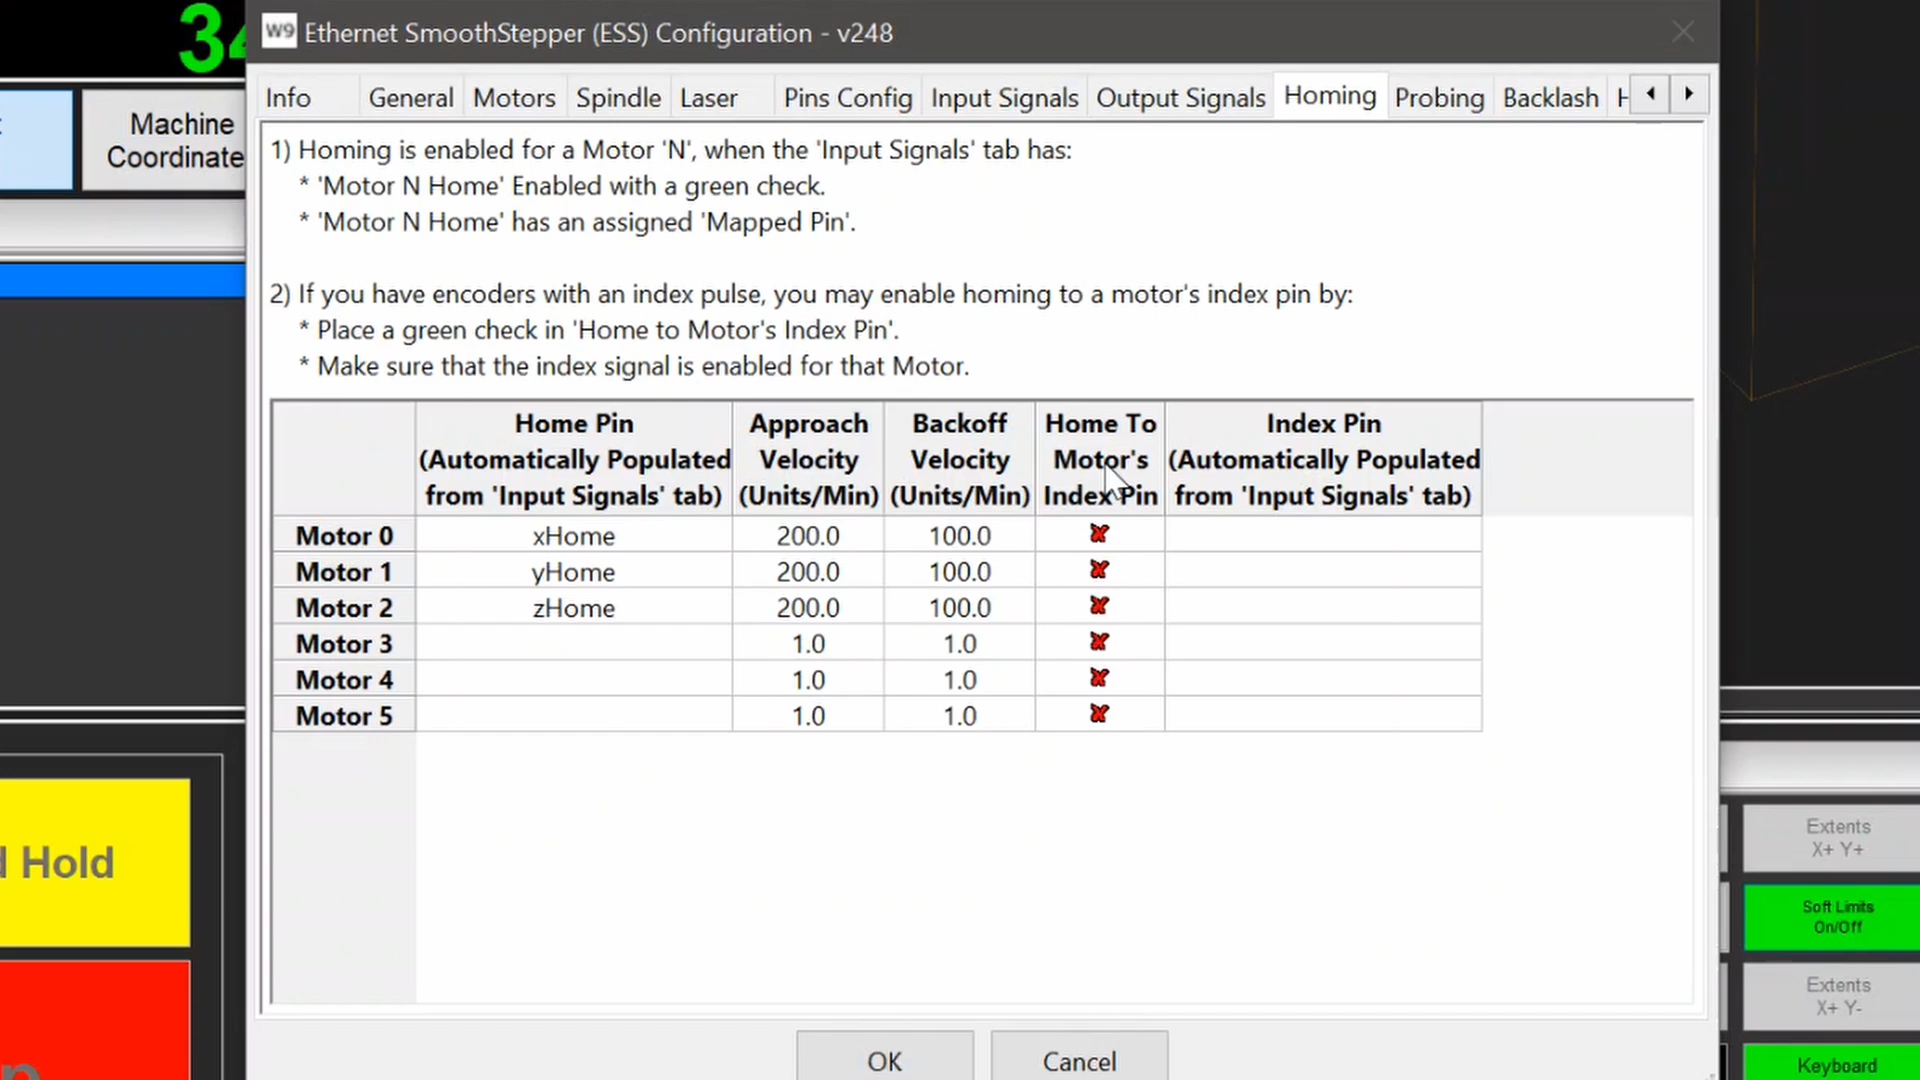 W9 Ethernet SmoothStepper (ESS) Configuration - v248
Info General Motors Spindle Laser Pins Config Input Signals Output Signals Homing Probing Backlash
Machine
Coordinate
1) Homing is enabled for a Motor 'N', when the 'Input Signals' tab has:
* 'Motor N Home' Enabled with a green check.
* 'Motor N Home' has an assigned 'Mapped Pin'.
2) If you have encoders with an index pulse, you may enable homing to a motor's index pin by:
* Place a green check in 'Home to Motor's Index Pin'.
* Make sure that the index signal is enabled for that Motor.
Home Pin Approach Backoff Home To Index Pin
(Automatically Populated Velocity Velocity Motor's (Automatically Populated
from 'Input Signals' tab) (Units/Min) (Units/Min) Index Pin from 'Input Signals' tab)
Motor 0 xHome 200.0 100.0
Motor 1 yHome 200.0 100.0
Motor 2 zHome 200.0 100.0
Motor 3 1.0 1.0
Motor 4 1.0 1.0
Motor 5 1.0 1.0
Hold
Extents
X+ Y+
Soft Limits
On/Off
Extents
X+ Y-
Keyboard
OK Cancel